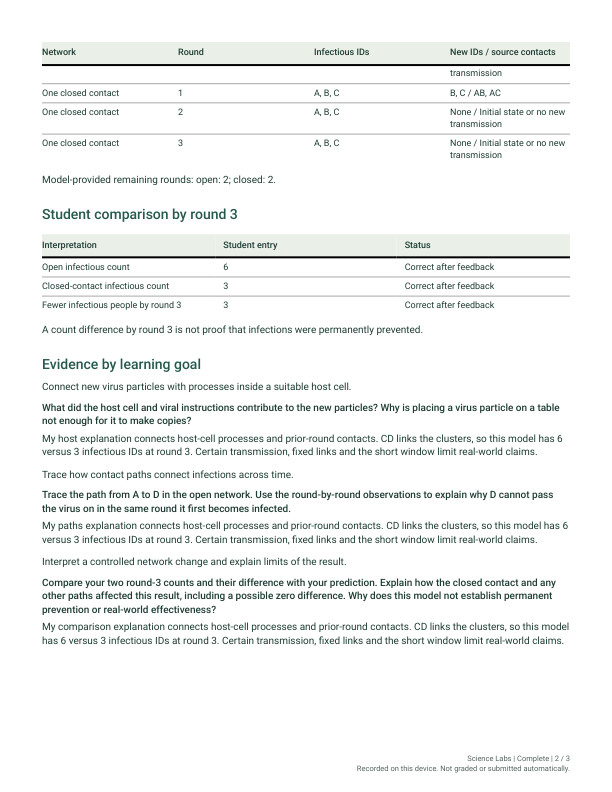 Network Round Infectious IDs New IDs / source contacts
transmission
One closed contact 1 A, B, C B, C / AB, AC
One closed contact 2 A, B, C None / Initial state or no new
transmission
One closed contact 3 A, B, C None / Initial state or no new
transmission
Model-provided remaining rounds: open: 2; closed: 2.
Student comparison by round 3
Interpretation Student entry Status
Open infectious count 6 Correct after feedback
Closed-contact infectious count 3 Correct after feedback
Fewer infectious people by round 3 3 Correct after feedback
A count difference by round 3 is not proof that infections were permanently prevented.
Evidence by learning goal
Connect new virus particles with processes inside a suitable host cell.
What did the host cell and viral instructions contribute to the new particles? Why is placing a virus particle on a table
not enough for it to make copies?
My host explanation connects host-cell processes and prior-round contacts. CD links the clusters, so this model has 6
versus 3 infectious IDs at round 3. Certain transmission, fixed links and the short window limit real-world claims.
Trace how contact paths connect infections across time.
Trace the path from A to D in the open network. Use the round-by-round observations to explain why D cannot pass
the virus on in the same round it first becomes infected.
My paths explanation connects host-cell processes and prior-round contacts. CD links the clusters, so this model has 6
versus 3 infectious IDs at round 3. Certain transmission, fixed links and the short window limit real-world claims.
Interpret a controlled network change and explain limits of the result.
Compare your two round-3 counts and their difference with your prediction. Explain how the closed contact and any
other paths affected this result, including a possible zero difference. Why does this model not establish permanent
prevention or real-world effectiveness?
My comparison explanation connects host-cell processes and prior-round contacts. CD links the clusters, so this model
has 6 versus 3 infectious IDs at round 3. Certain transmission, fixed links and the short window limit real-world claims.
Science Labs | Complete | 2 / 3
Recorded on this device. Not graded or submitted automatically.